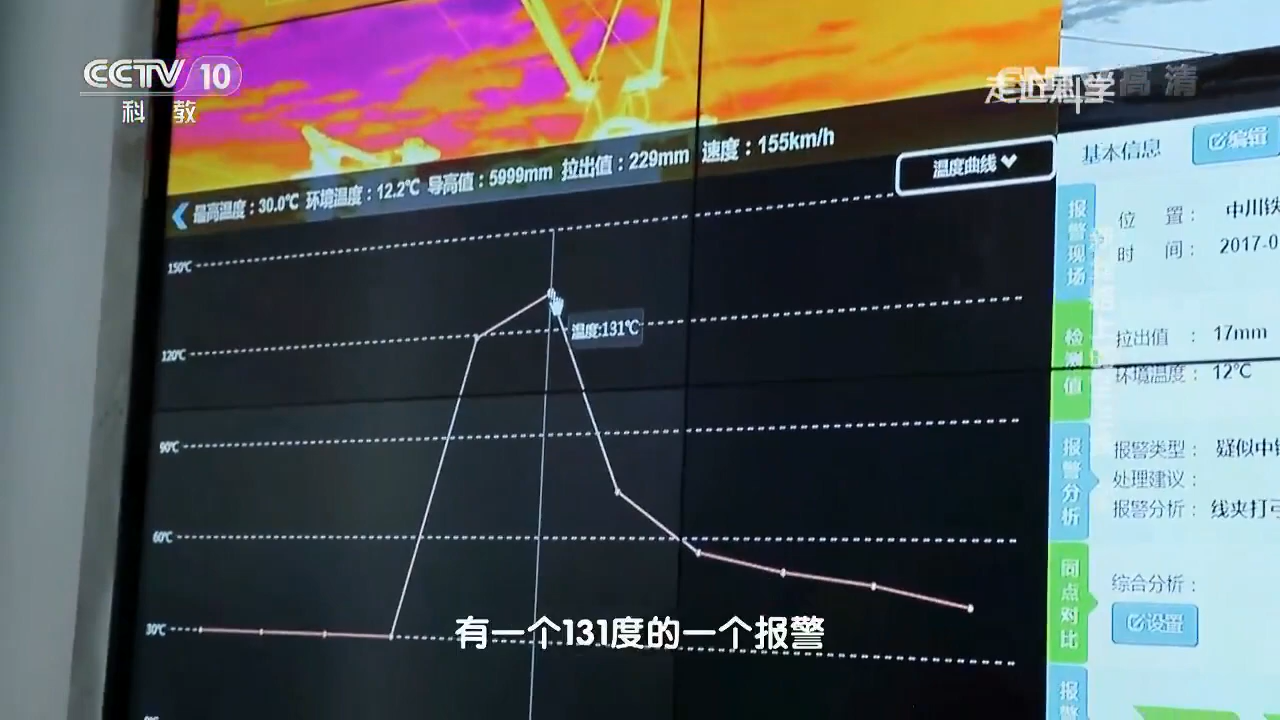 CCTV 10
科教
走近科学
高清
最高温度：30.0℃ 环境温度：12.2℃ 导高值：5999mm 拉出值：229mm 速度：155km/h
温度曲线
150℃
温度:131℃
120℃
90℃
60℃
30℃
基本信息
编辑
报警现场
位 置： 中川铁
时 间： 2017-0
检测值
拉出值 ： 17mm
环境温度： 12℃
报警分析
报警类型： 疑似中
处理建议：
报警分析： 线夹打弓
同点对比
综合分析：
设置
报警
有一个131度的一个报警